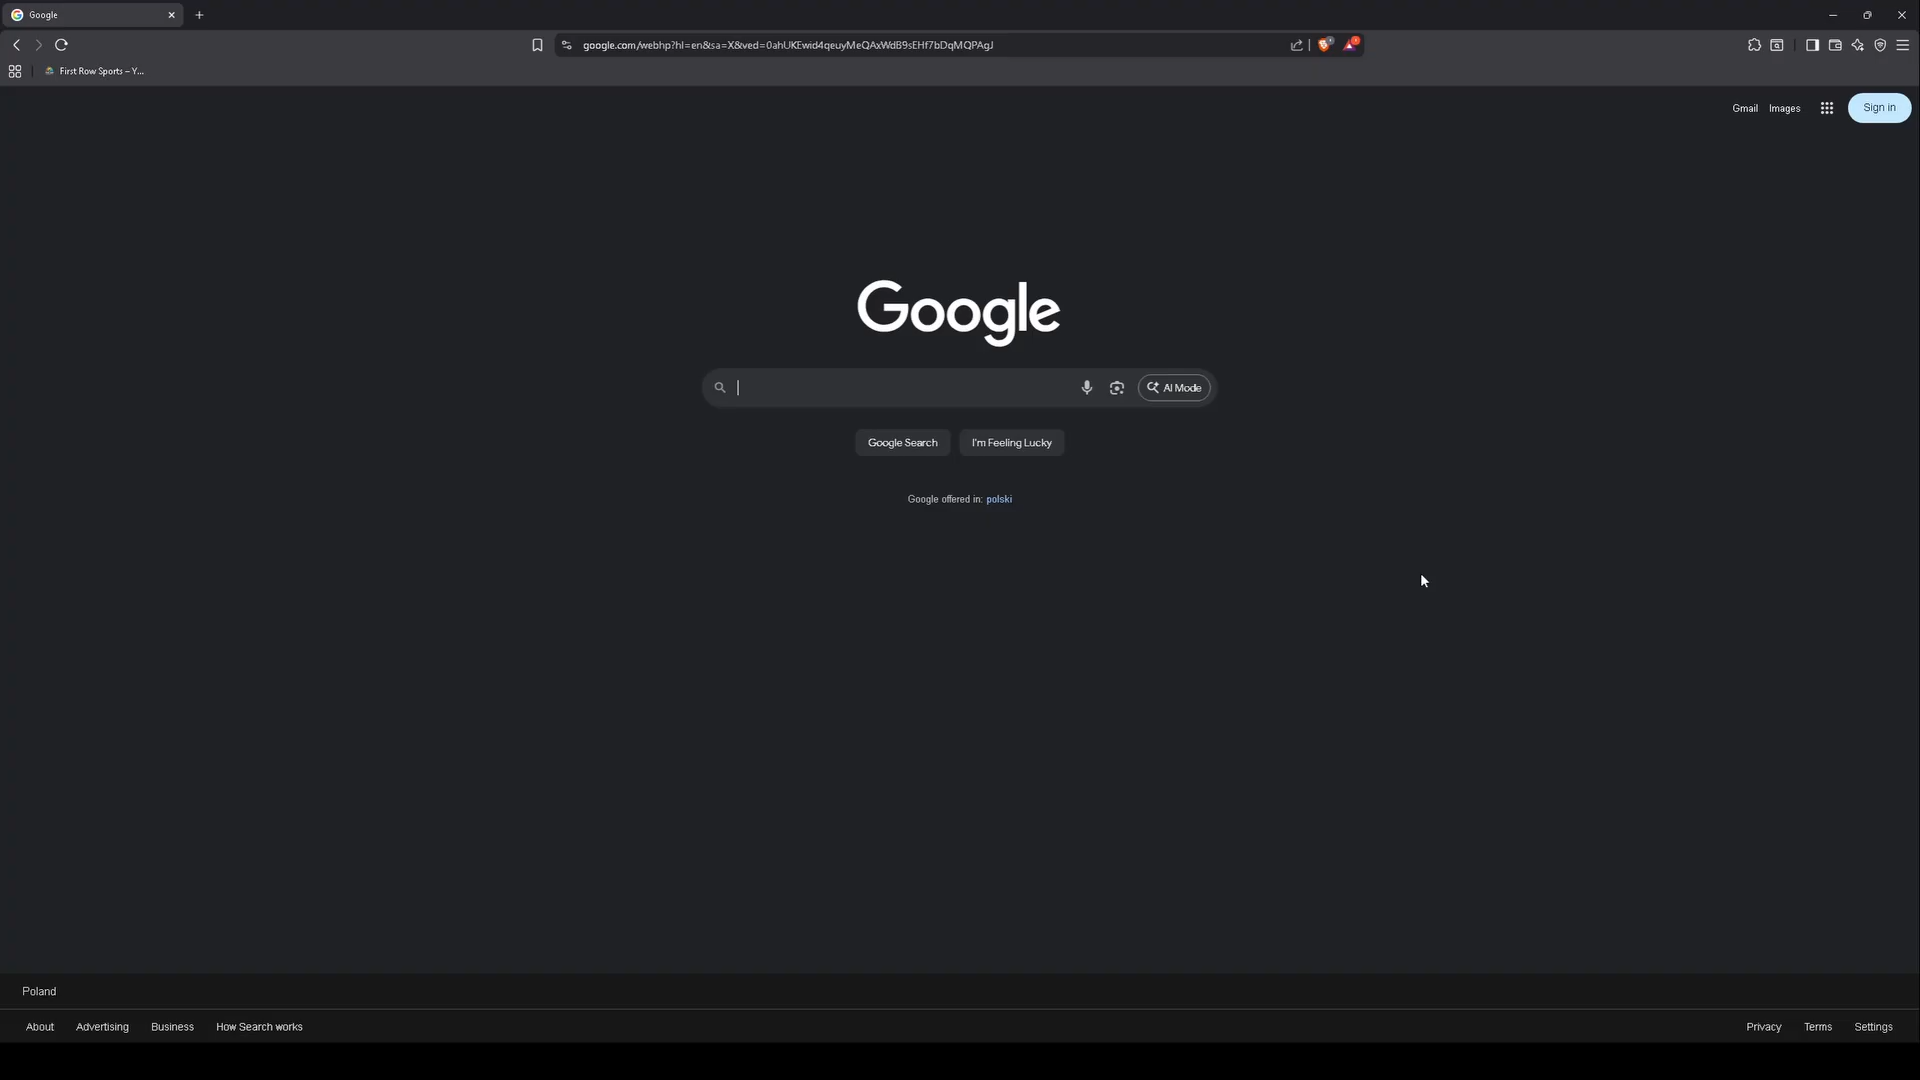 Google
google.com/webhp?hl=en&sa=X&ved=0ahUKEwid4qeuyMeQAxWdB9sEHf7bDqMQPAgJ
First Row Sports – Y...
Gmail Images Sign in
Google
AI Mode
Google Search I'm Feeling Lucky
Google offered in: polski
Poland
About Advertising Business How Search works Privacy Terms Settings